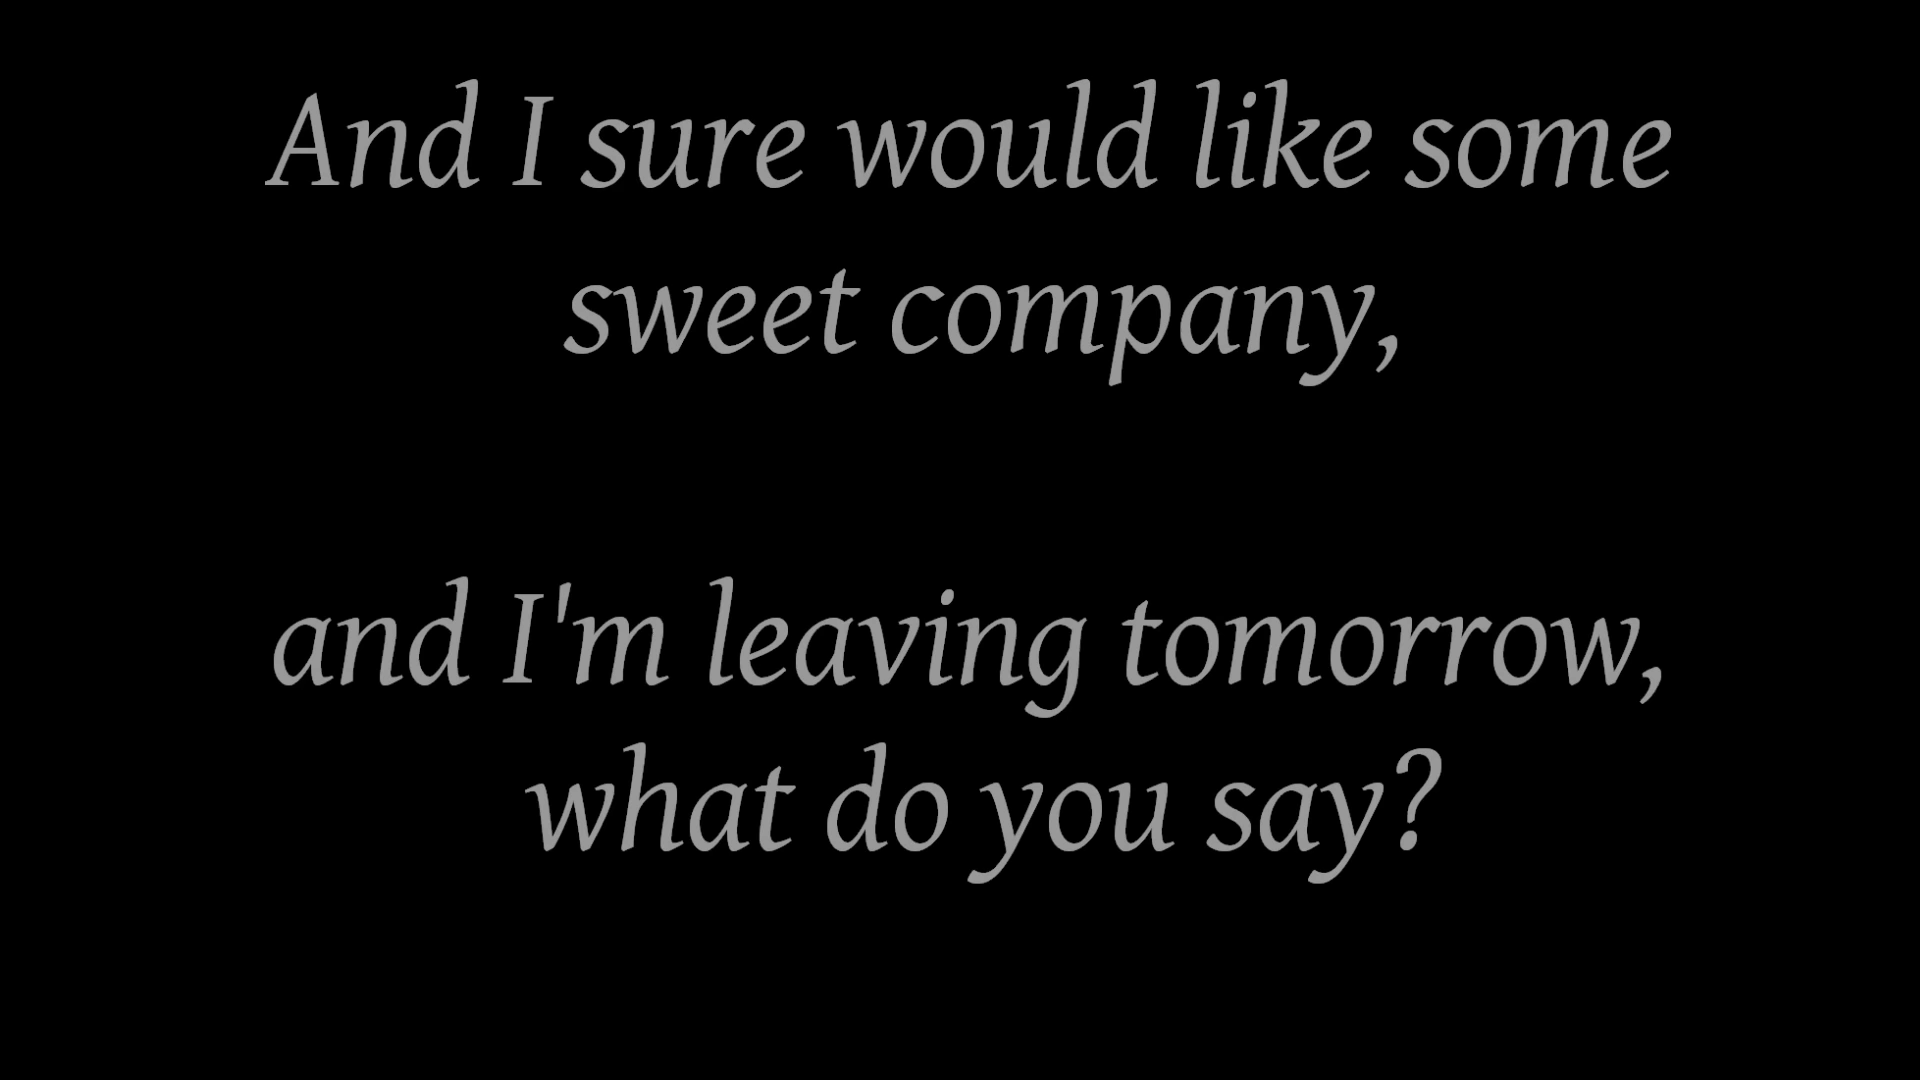 And I sure would like some
sweet company,
and I'm leaving tomorrow,
what do you say?